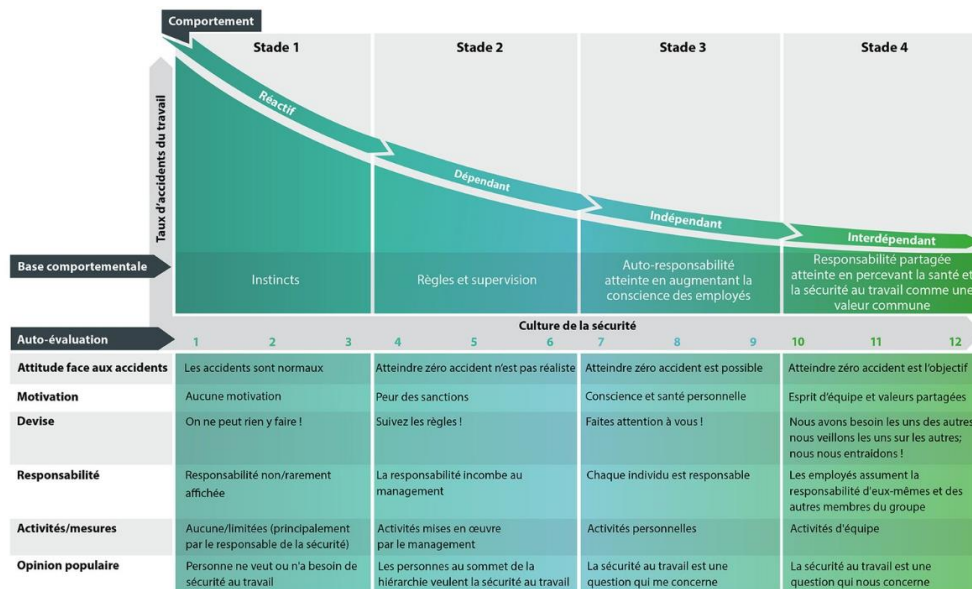 Comportement
Stade 1
Stade 2
Stade 3
Stade 4
Taux d'accidents du travail
Réactif
Dépendant
Indépendant
Interdépendant
Base comportementale
Instincts
Règles et supervision
Auto-responsabilité
atteinte en augmentant la
conscience des employés
Responsabilité partagée
atteinte en percevant la santé et
la sécurité au travail comme une
valeur commune
Culture de la sécurité
Auto-évaluation
1 2 3 4 5 6 7 8 9 10 11 12
Attitude face aux accidents
Les accidents sont normaux
Atteindre zéro accident n'est pas réaliste
Atteindre zéro accident est possible
Atteindre zéro accident est l'objectif
Motivation
Aucune motivation
Peur des sanctions
Conscience et santé personnelle
Esprit d'équipe et valeurs partagées
Devise
On ne peut rien y faire !
Suivez les règles !
Faites attention à vous !
Nous avons besoin les uns des autres;
nous veillons les uns sur les autres;
nous nous entraidons !
Responsabilité
Responsabilité non/rarement
affichée
La responsabilité incombe au
management
Chaque individu est responsable
Les employés assument la
responsabilité d'eux-mêmes et des
autres membres du groupe
Activités/mesures
Aucune/limitées (principalement
par le responsable de la sécurité)
Activités mises en œuvre
par le management
Activités personnelles
Activités d'équipe
Opinion populaire
Personne ne veut ou n'a besoin de
sécurité au travail
Les personnes au sommet de la
hiérarchie veulent la sécurité au travail
La sécurité au travail est une
question qui me concerne
La sécurité au travail est une
question qui nous concerne